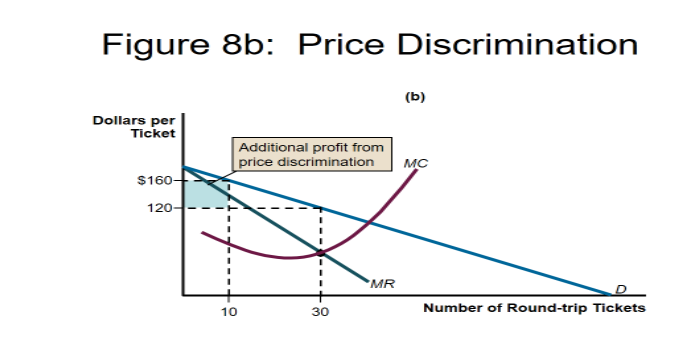 Figure 8b:  Price Discrimination
(b)
Dollars per
Ticket
Additional profit from
price discrimination
MC
$160
120
MR
D
10
30
Number of Round-trip Tickets